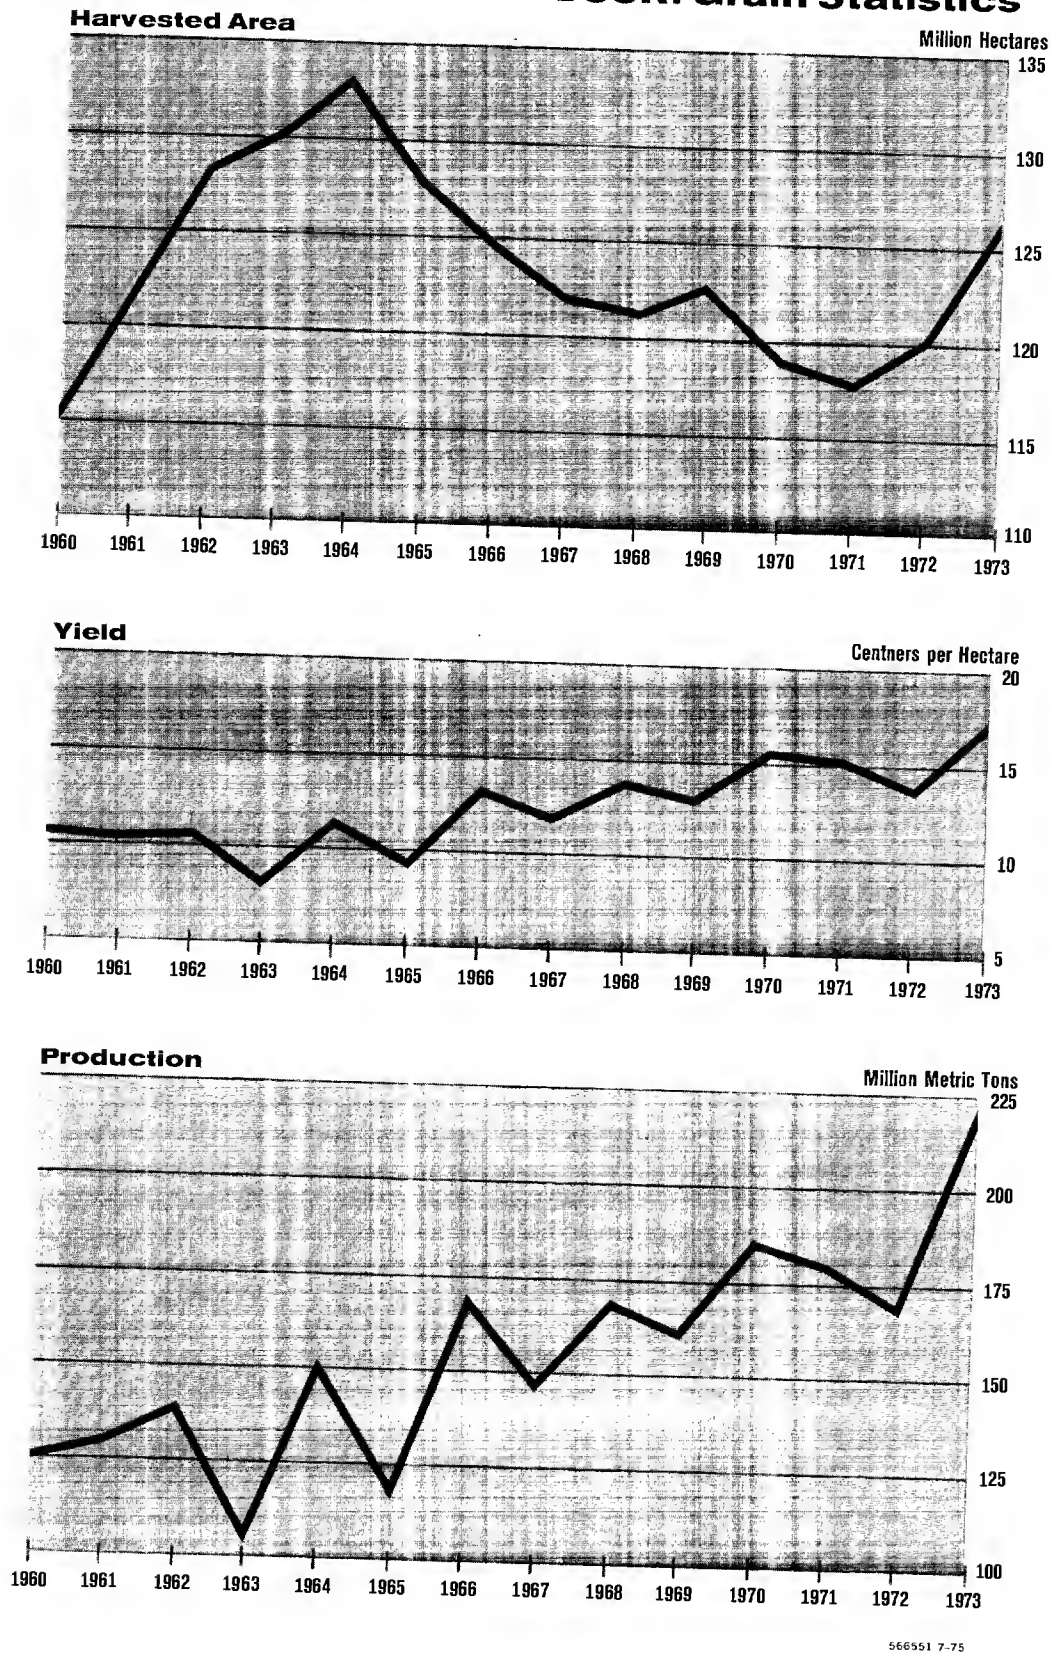 Grain Statistics
Harvested Area
Million Hectares
135
130
125
120
115
110
1960 1961 1962 1963 1964 1965 1966 1967 1968 1969 1970 1971 1972 1973
Yield
Centners per Hectare
20
15
10
5
1960 1961 1962 1963 1964 1965 1966 1967 1968 1969 1970 1971 1972 1973
Production
Million Metric Tons
225
200
175
150
125
100
1960 1961 1962 1963 1964 1965 1966 1967 1968 1969 1970 1971 1972 1973
566551 7-75